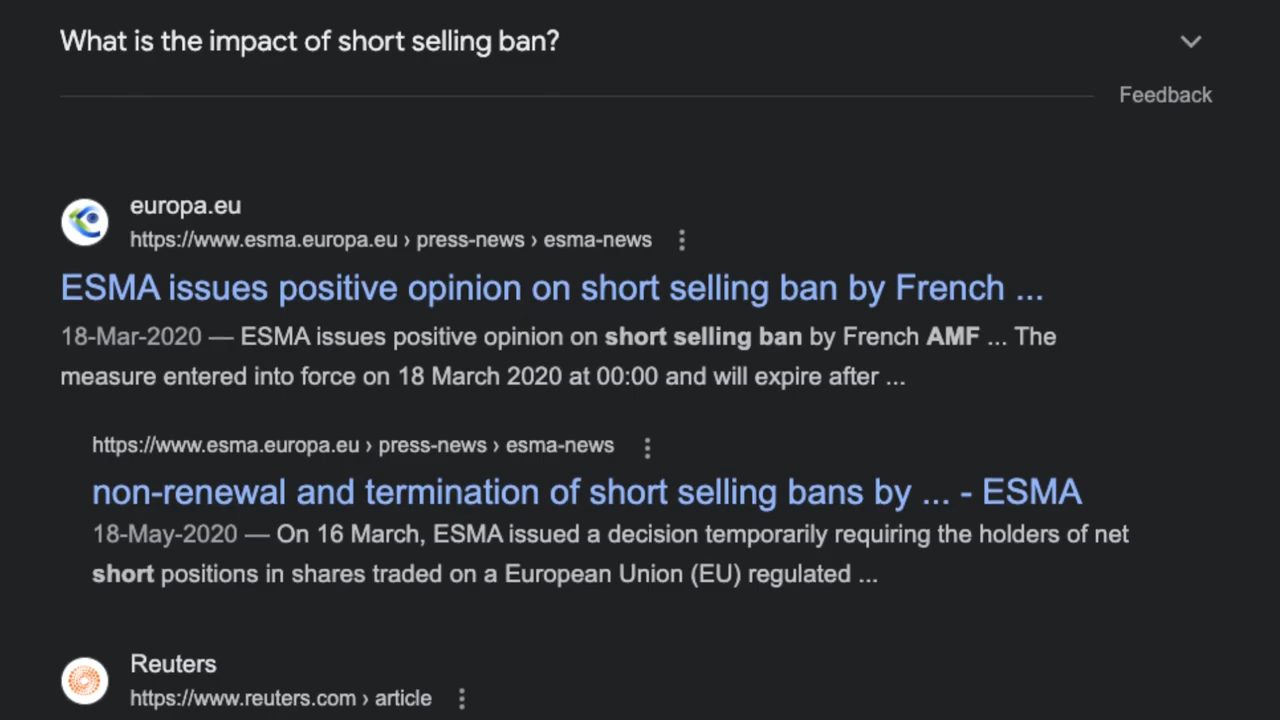 What is the impact of short selling ban?
Feedback
europa.eu
https://www.esma.europa.eu › press-news › esma-news
ESMA issues positive opinion on short selling ban by French ...
18-Mar-2020 — ESMA issues positive opinion on short selling ban by French AMF ... The
measure entered into force on 18 March 2020 at 00:00 and will expire after ...
https://www.esma.europa.eu › press-news › esma-news
non-renewal and termination of short selling bans by ... - ESMA
18-May-2020 — On 16 March, ESMA issued a decision temporarily requiring the holders of net
short positions in shares traded on a European Union (EU) regulated ...
Reuters
https://www.reuters.com › article